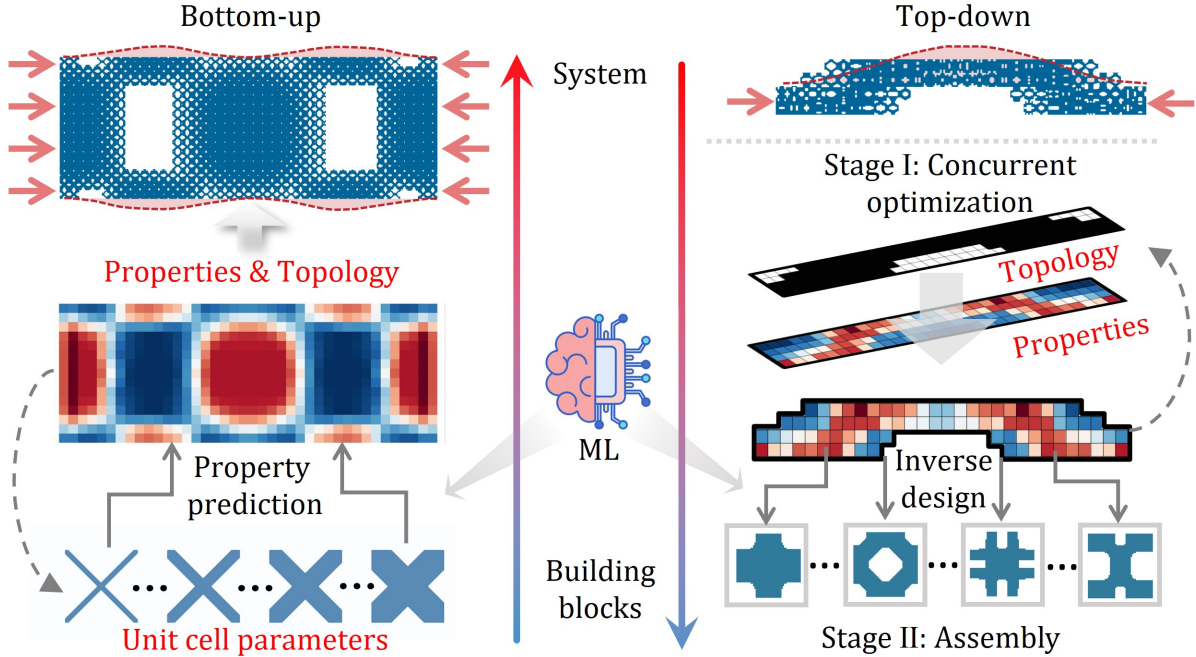 Bottom-up
Top-down
System
Stage I: Concurrent
optimization
Properties & Topology
Topology
Properties
ML
Property
prediction
Inverse
design
Building
blocks
Unit cell parameters
Stage II: Assembly